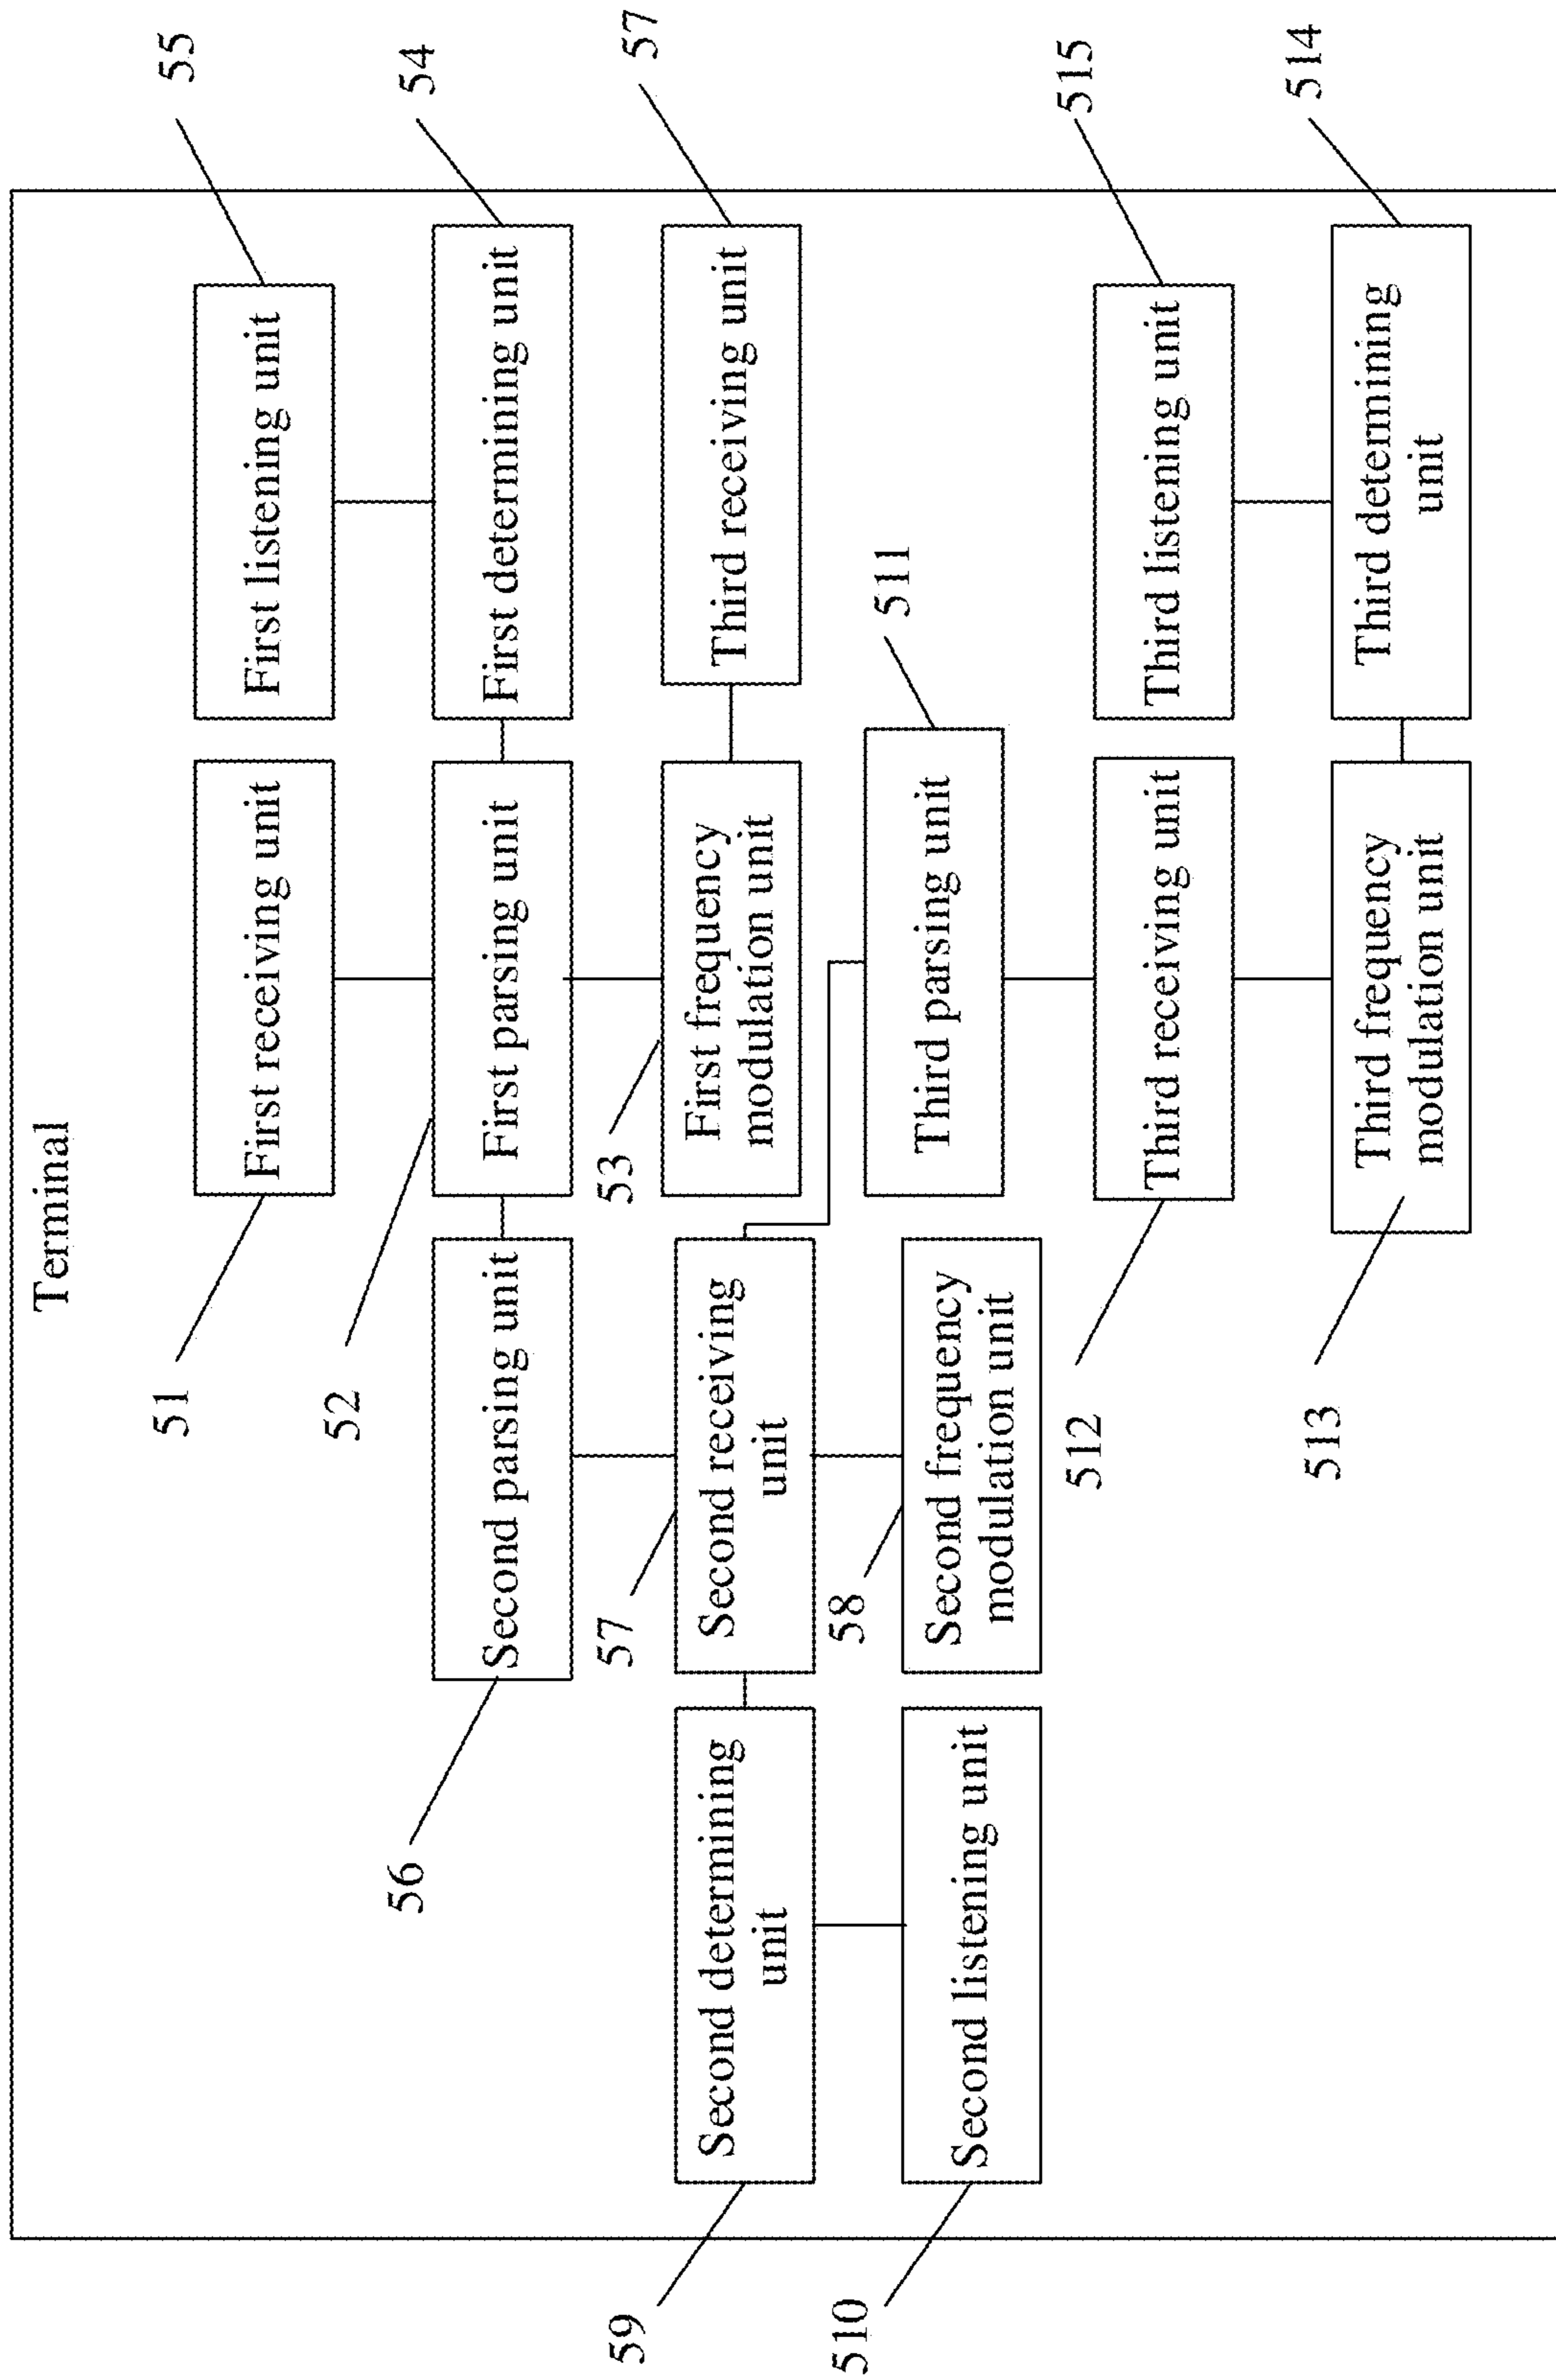 Terminal
55
First receiving unit
First listening unit
51
54
52
Second parsing unit
First parsing unit
First determining unit
56
57
53
First frequency
modulation unit
Third receiving unit
57
Second determining
unit
Second receiving
unit
59
511
58
Third parsing unit
Second listening unit
Second frequency
modulation unit
510
515
Third receiving unit
Third listening unit
512
514
Third frequency
modulation unit
Third determining
unit
513